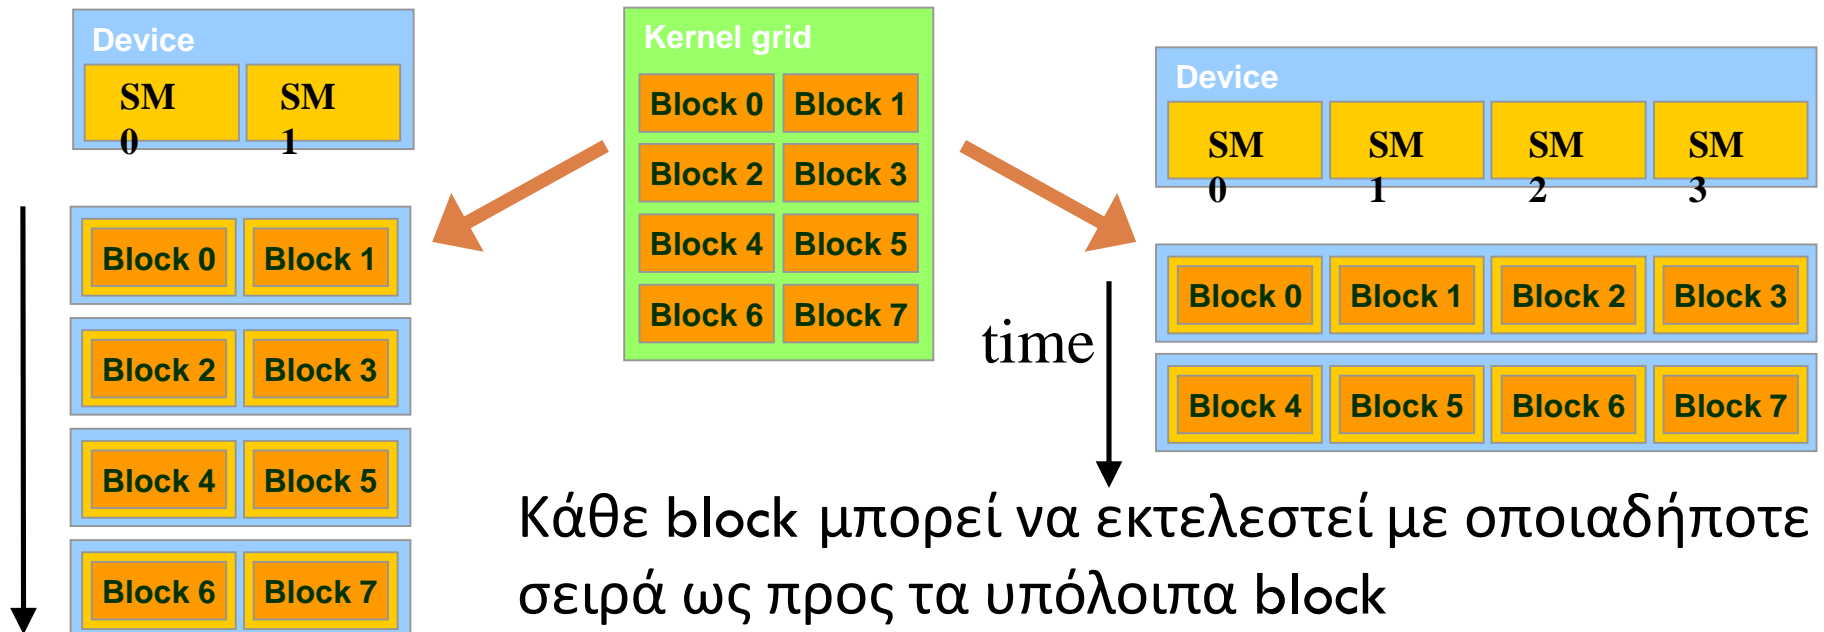 Device
SM 0
SM 1
Block 0 Block 1
Block 2 Block 3
Block 4 Block 5
Block 6 Block 7
Kernel grid
Block 0 Block 1
Block 2 Block 3
Block 4 Block 5
Block 6 Block 7
Device
SM 0
SM 1
SM 2
SM 3
time
Block 0 Block 1 Block 2 Block 3
Block 4 Block 5 Block 6 Block 7
Κάθε block μπορεί να εκτελεστεί με οποιαδήποτε
σειρά ως προς τα υπόλοιπα block